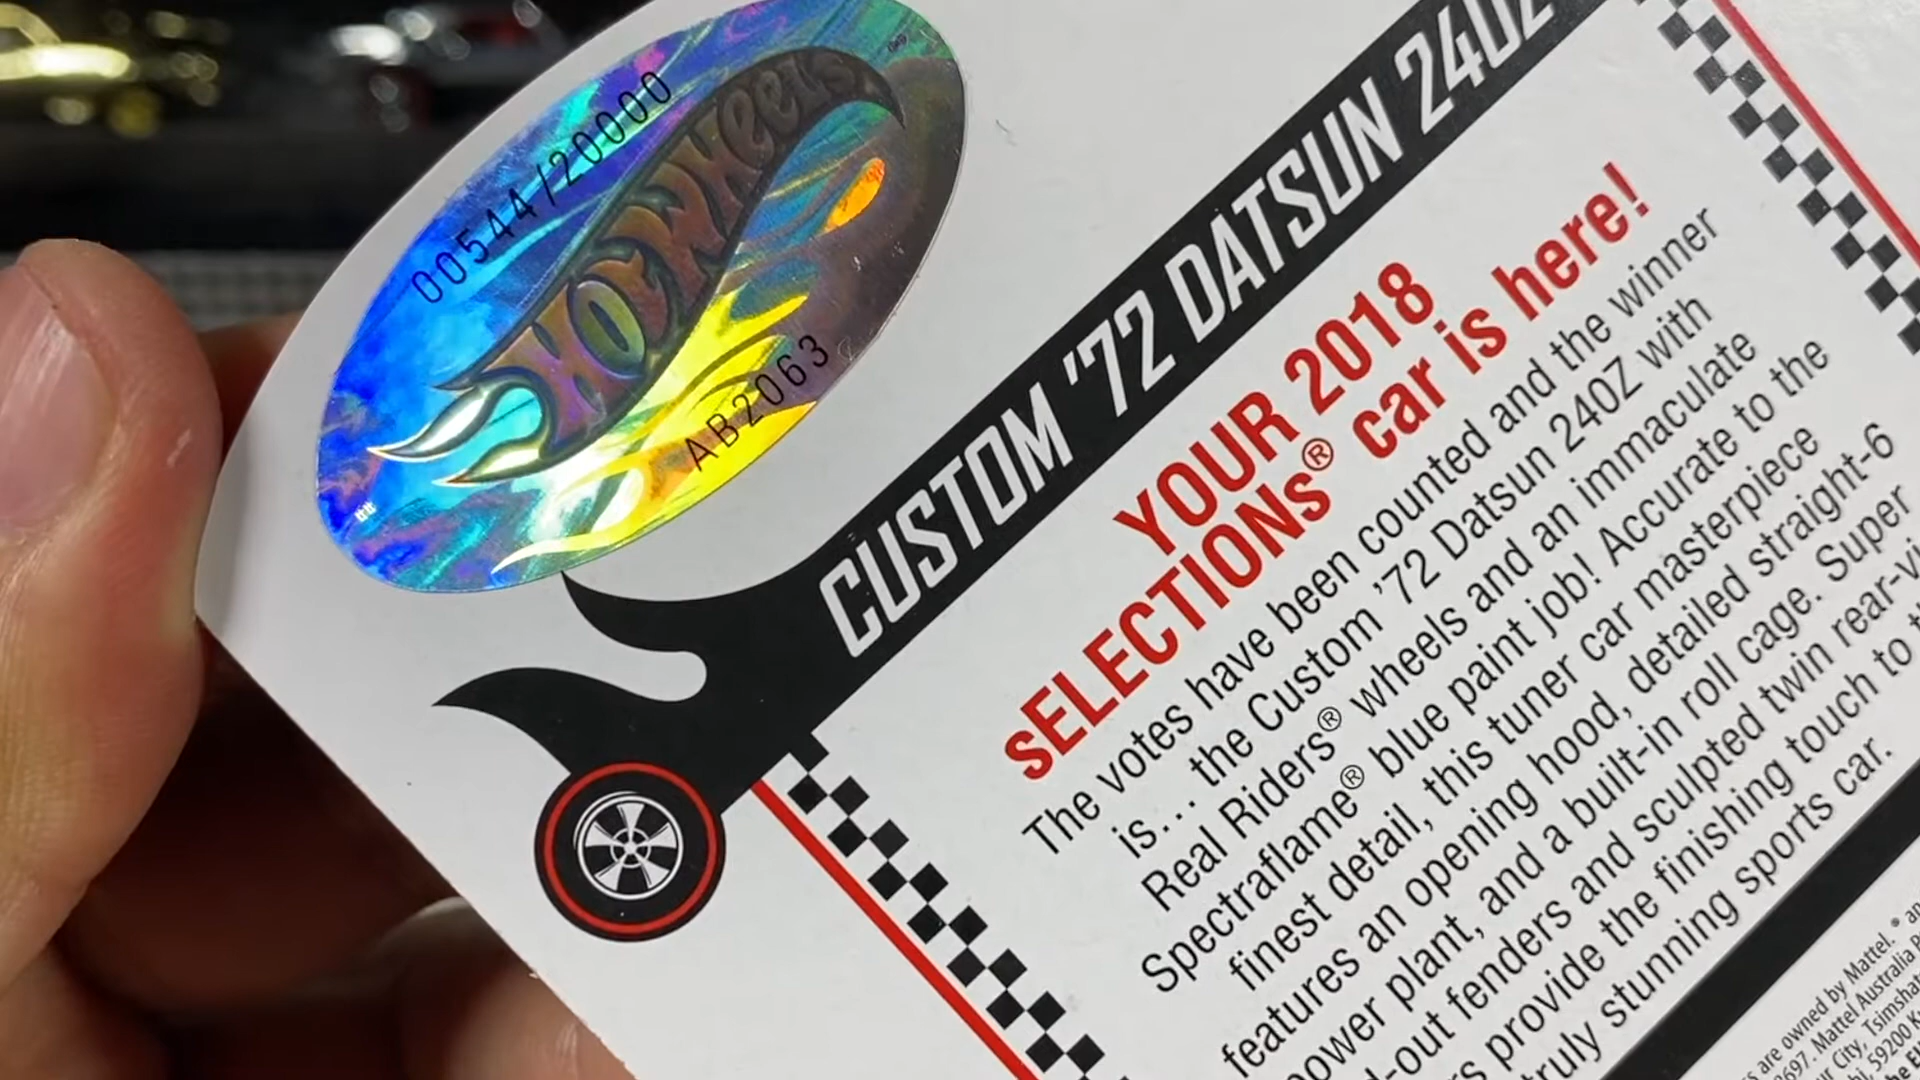 00544/20000
Hot Wheels
AB2063
CUSTOM '72 DATSUN 240Z
YOUR 2018
sELECTIONs® car is here!
The votes have been counted and the winner
is... the Custom '72 Datsun 240Z with
Real Riders® wheels and an immaculate
Spectraflame® blue paint job! Accurate to the
finest detail, this tuner car masterpiece
features an opening hood, detailed straight-6
power plant, and a built-in roll cage. Super
-out fenders and sculpted twin
provide the finishing touch to
truly stunning sports car.
are owned by Mattel. ®
Mattel Australia
City,
59200